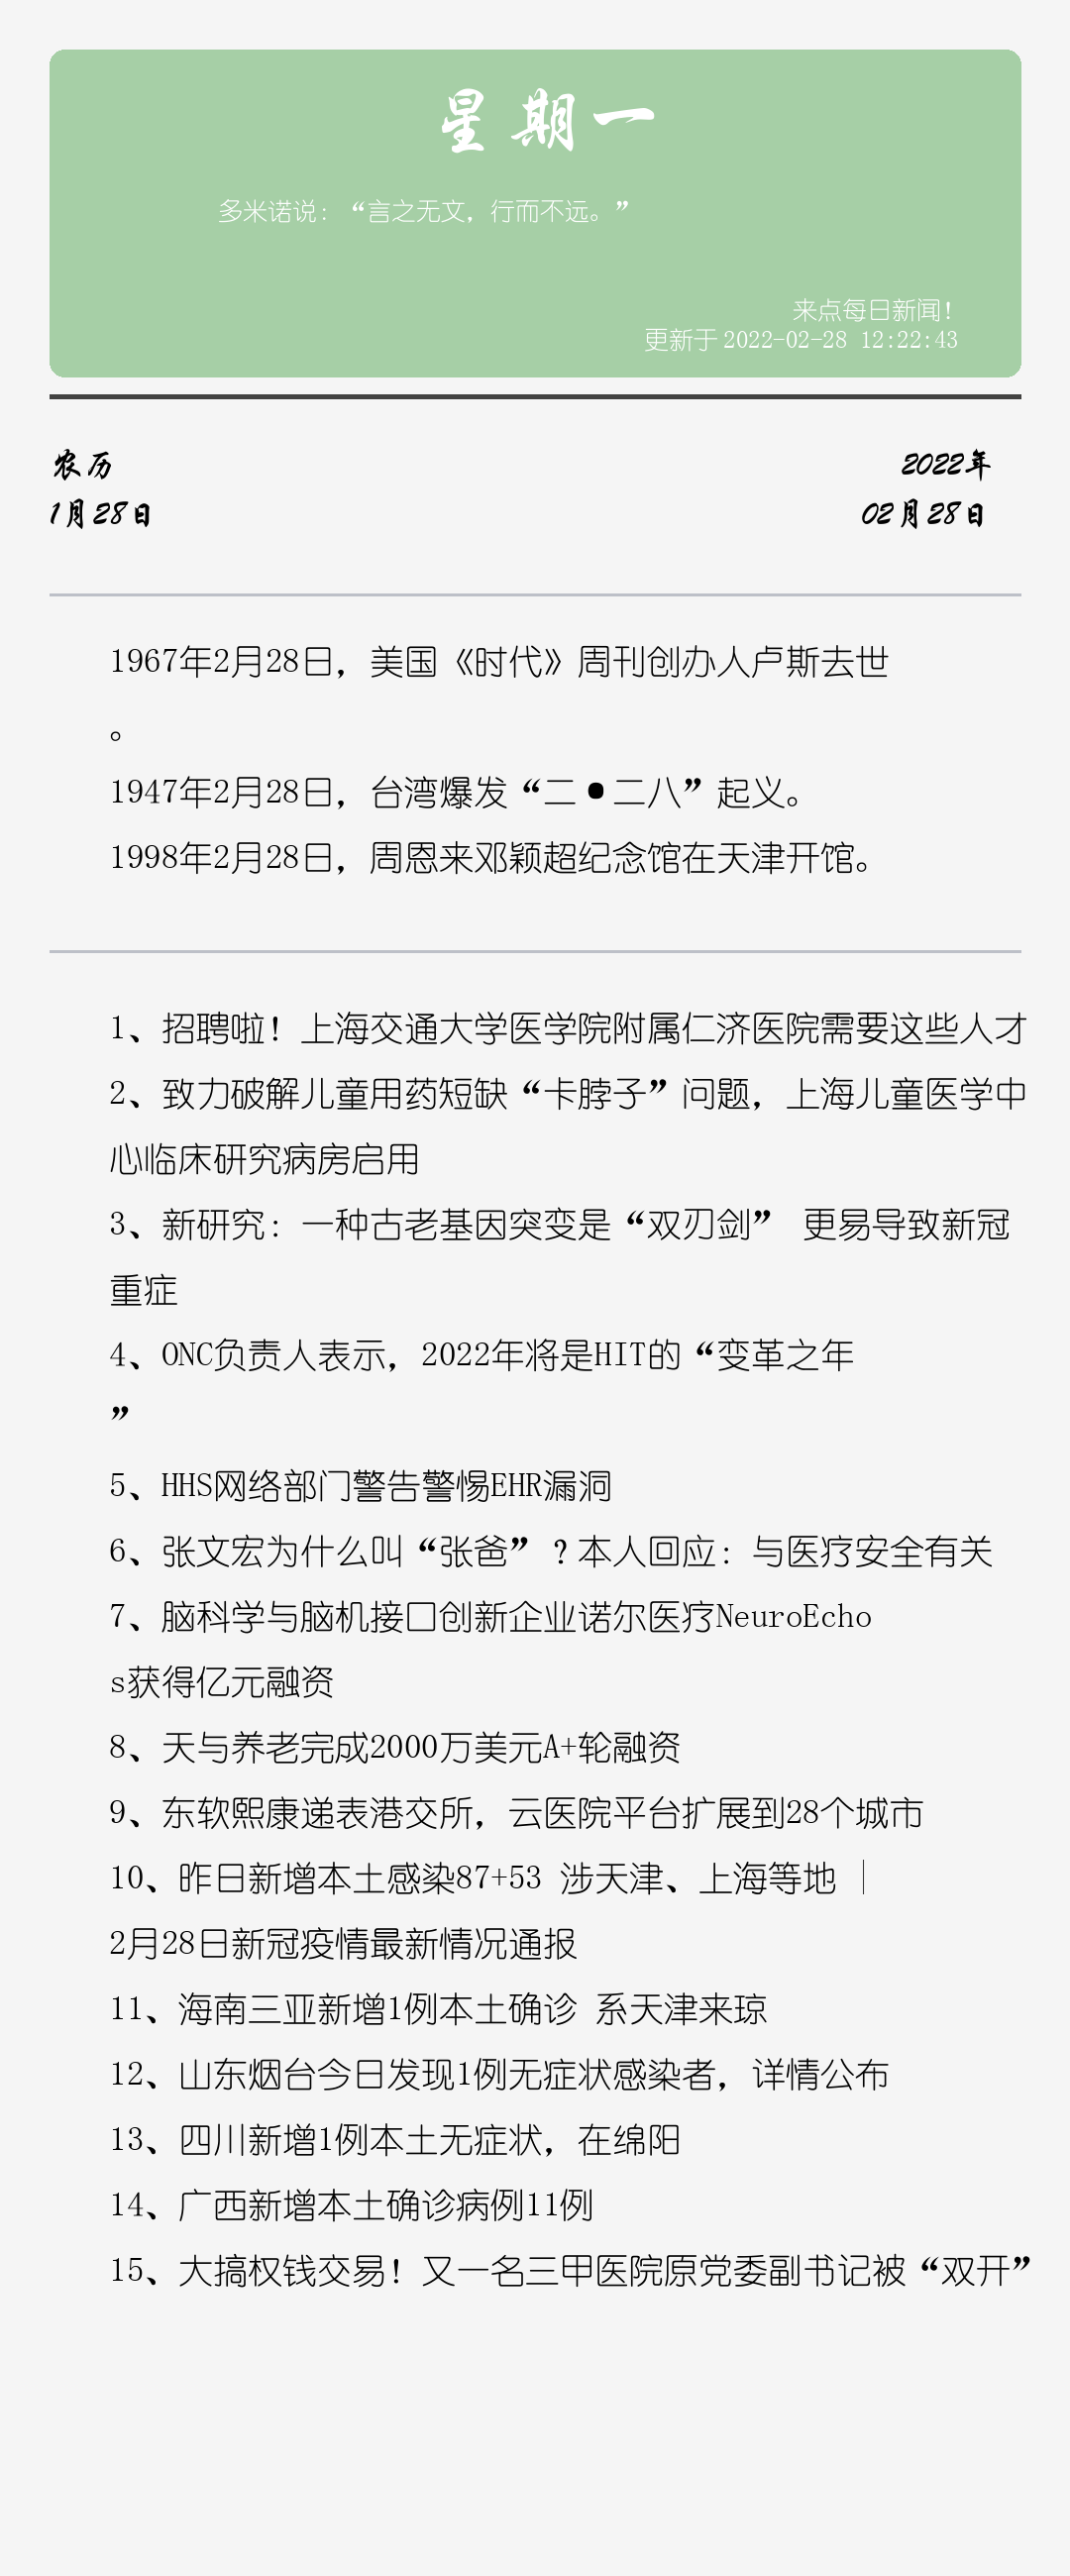 星期一
多米诺说：“言之无文，行而不远。”
来点每日新闻！
更新于2022-02-28 12:22:43
农历
2022年
1月28日
02月28日
1967年2月28日，美国《时代》周刊创办人卢斯去世
。
1947年2月28日，台湾爆发“二•二八”起义。
1998年2月28日，周恩来邓颖超纪念馆在天津开馆。
1、招聘啦！上海交通大学医学院附属仁济医院需要这些人才
2、致力破解儿童用药短缺“卡脖子”问题，上海儿童医学中
心临床研究病房启用
3、新研究：一种古老基因突变是“双刃剑” 更易导致新冠
重症
4、ONC负责人表示，2022年将是HIT的“变革之年
”
5、HHS网络部门警告警惕EHR漏洞
6、张文宏为什么叫“张爸”？本人回应：与医疗安全有关
7、脑科学与脑机接口创新企业诺尔医疗NeuroEcho
s获得亿元融资
8、天与养老完成2000万美元A+轮融资
9、东软熙康递表港交所，云医院平台扩展到28个城市
10、昨日新增本土感染87+53 涉天津、上海等地 |
2月28日新冠疫情最新情况通报
11、海南三亚新增1例本土确诊 系天津来琼
12、山东烟台今日发现1例无症状感染者，详情公布
13、四川新增1例本土无症状，在绵阳
14、广西新增本土确诊病例11例
15、大搞权钱交易！又一名三甲医院原党委副书记被“双开”